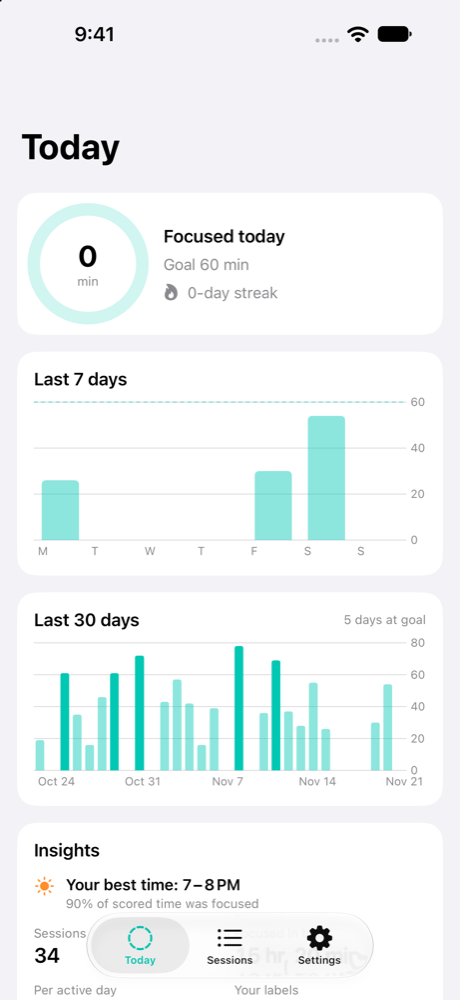 9:41
Today
0
min
Focused today
Goal 60 min
0-day streak
Last 7 days
60
40
20
0
M T W T F S S
Last 30 days
5 days at goal
80
60
40
20
0
Oct 24 Oct 31 Nov 7 Nov 14 Nov 21
Insights
Your best time: 7–8 PM
90% of scored time was focused
Sessions
34
Today
Sessions
Settings
Per active day
Your labels